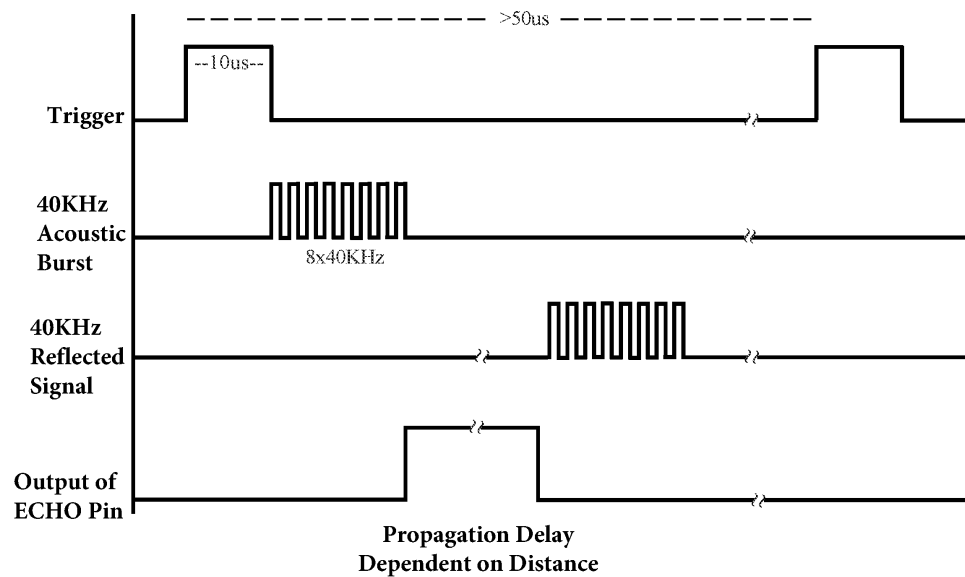 >50us
--10us--
Trigger
40KHz
Acoustic
Burst
8x40KHz
40KHz
Reflected
Signal
Output of
ECHO Pin
Propagation Delay
Dependent on Distance